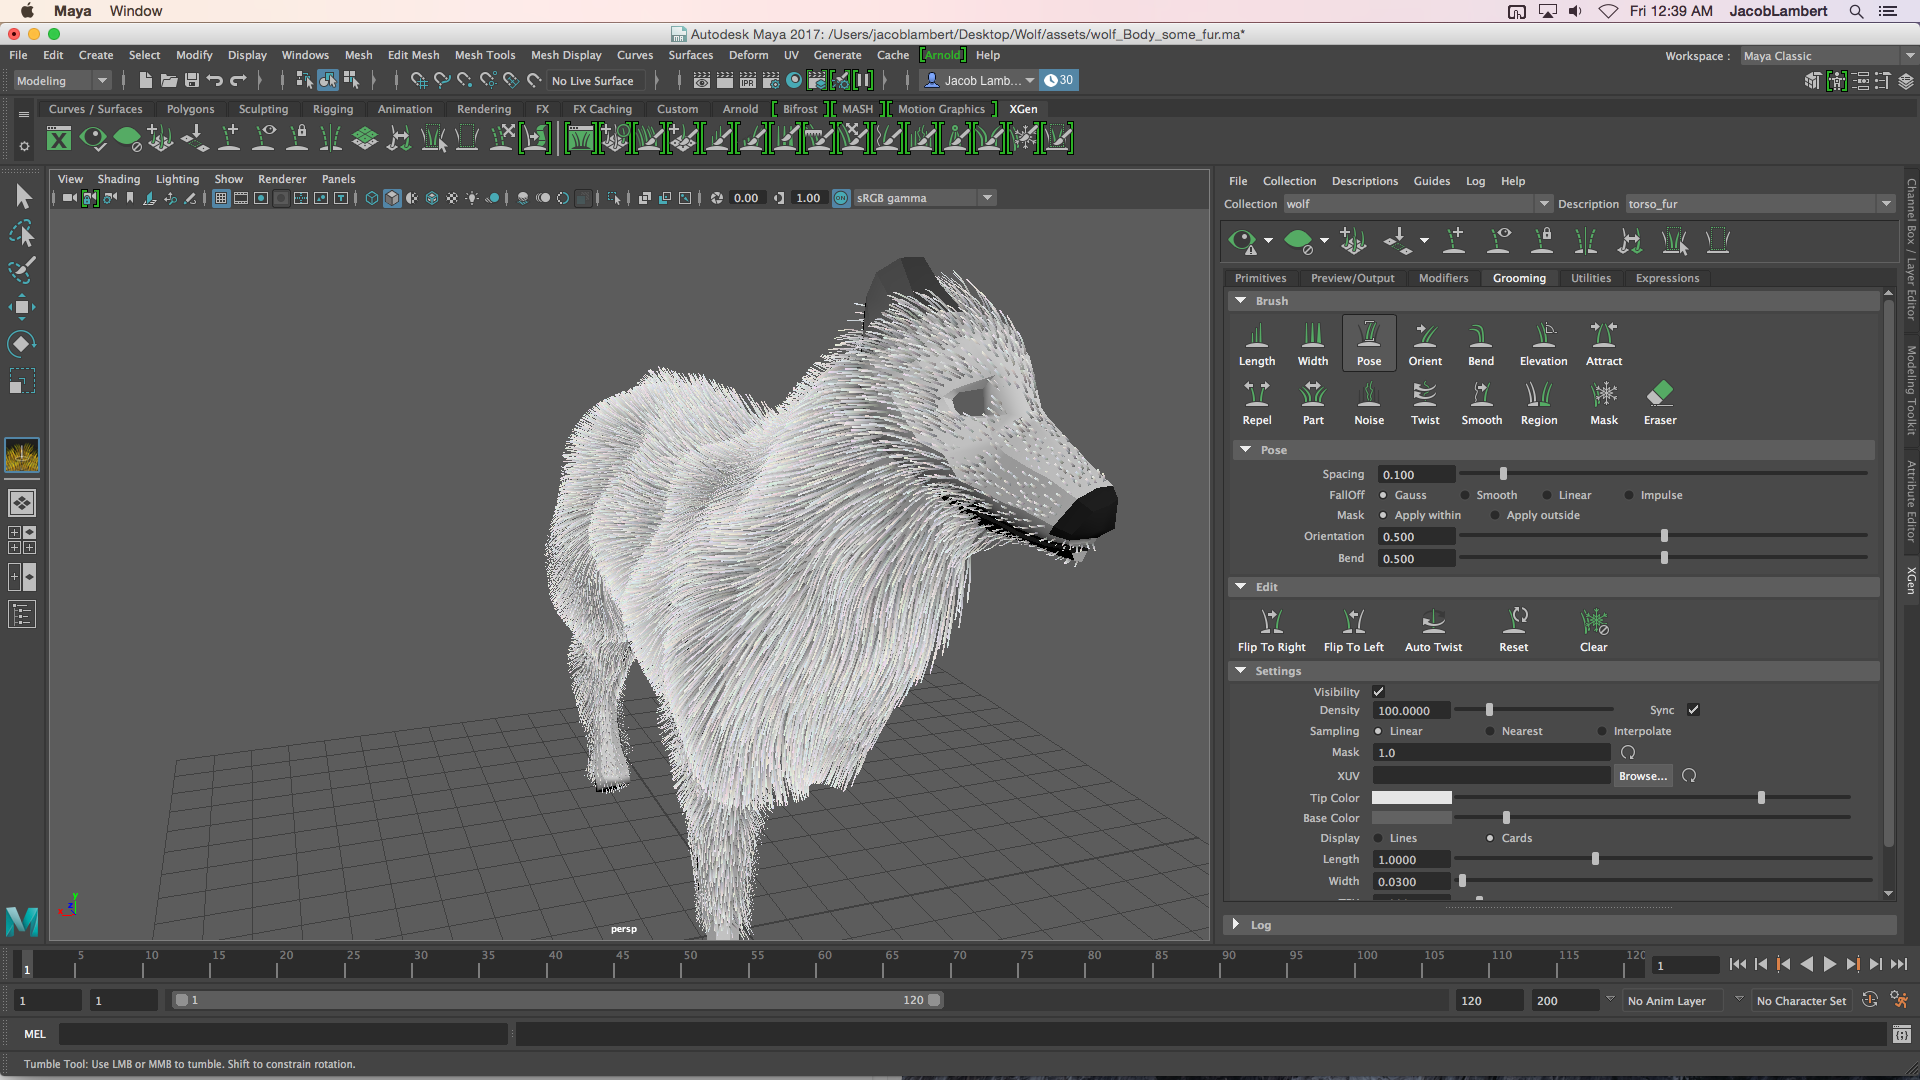 Maya Window
Fri 12:39 AM JacobLambert
Autodesk Maya 2017: /Users/jacoblambert/Desktop/Wolf/assets/wolf_Body_some_fur.ma*
File Edit Create Select Modify Display Windows Mesh Edit Mesh Mesh Tools Mesh Display Curves Surfaces Deform UV Generate Cache [Arnold] Help
Workspace : Maya Classic
Modeling No Live Surface IPR Jacob Lamb... 30
Curves / Surfaces Polygons Sculpting Rigging Animation Rendering FX FX Caching Custom Arnold Bifrost MASH Motion Graphics XGen
View Shading Lighting Show Renderer Panels
0.00 1.00 ON sRGB gamma
File Collection Descriptions Guides Log Help
Collection wolf Description torso_fur
Primitives Preview/Output Modifiers Grooming Utilities Expressions
Brush
Length Width Pose Orient Bend Elevation Attract
Repel Part Noise Twist Smooth Region Mask Eraser
Pose
Spacing 0.100
FallOff Gauss Smooth Linear Impulse
Mask Apply within Apply outside
Orientation 0.500
Bend 0.500
Edit
Flip To Right Flip To Left Auto Twist Reset Clear
Settings
Visibility
Density 100.0000 Sync
Sampling Linear Nearest Interpolate
Mask 1.0
XUV Browse...
Tip Color
Base Color
Display Lines Cards
Length 1.0000
Width 0.0300
Log
Channel Box / Layer Editor
Modeling Toolkit
Attribute Editor
XGen
persp
y
z
x
1 5 10 15 20 25 30 35 40 45 50 55 60 65 70 75 80 85 90 95 100 105 110 115 120
1
1 1 1 120 120 200 No Anim Layer No Character Set
MEL
Tumble Tool: Use LMB or MMB to tumble. Shift to constrain rotation.